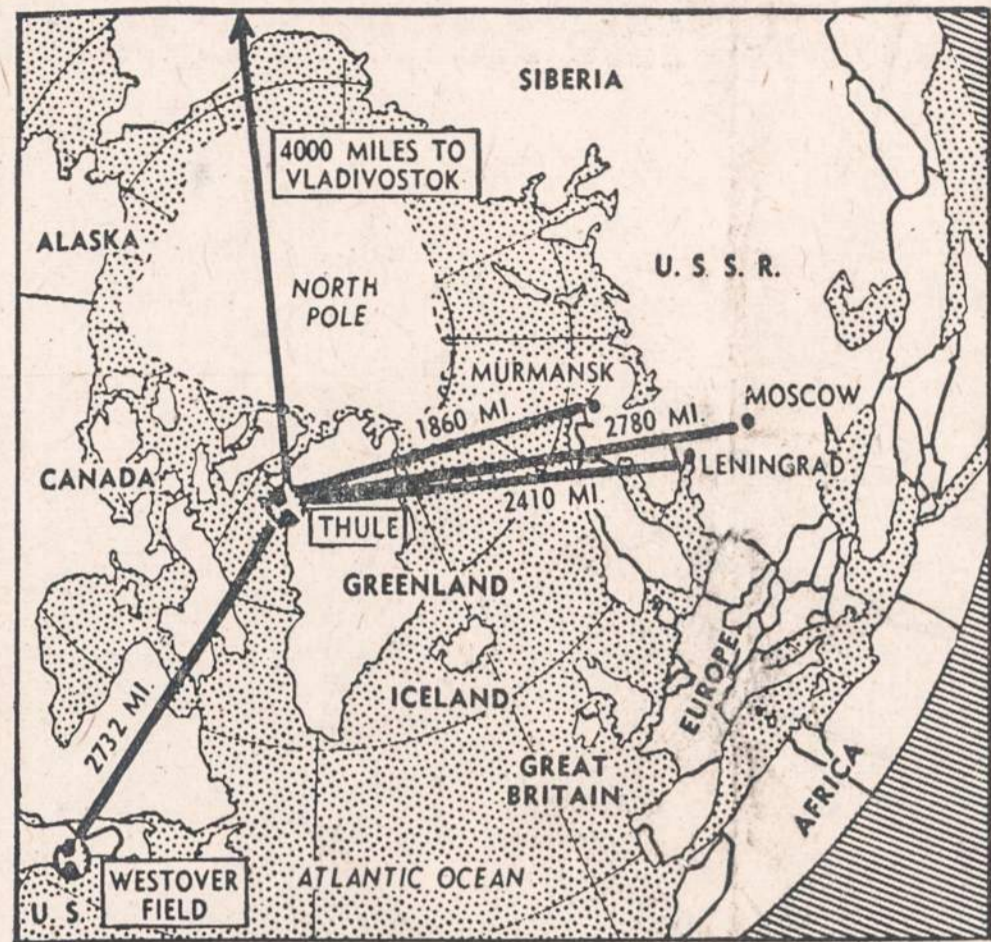 SIBERIA
4000 MILES TO
VLADIVOSTOK
ALASKA
U. S. S. R.
NORTH
POLE
MURMANSK
MOSCOW
1860 MI.
2780 MI.
CANADA
LENINGRAD
2410 MI.
THULE
GREENLAND
EUROPE
ICELAND
2732 MI.
GREAT
BRITAIN
AFRICA
WESTOVER
FIELD
ATLANTIC OCEAN
U. S.